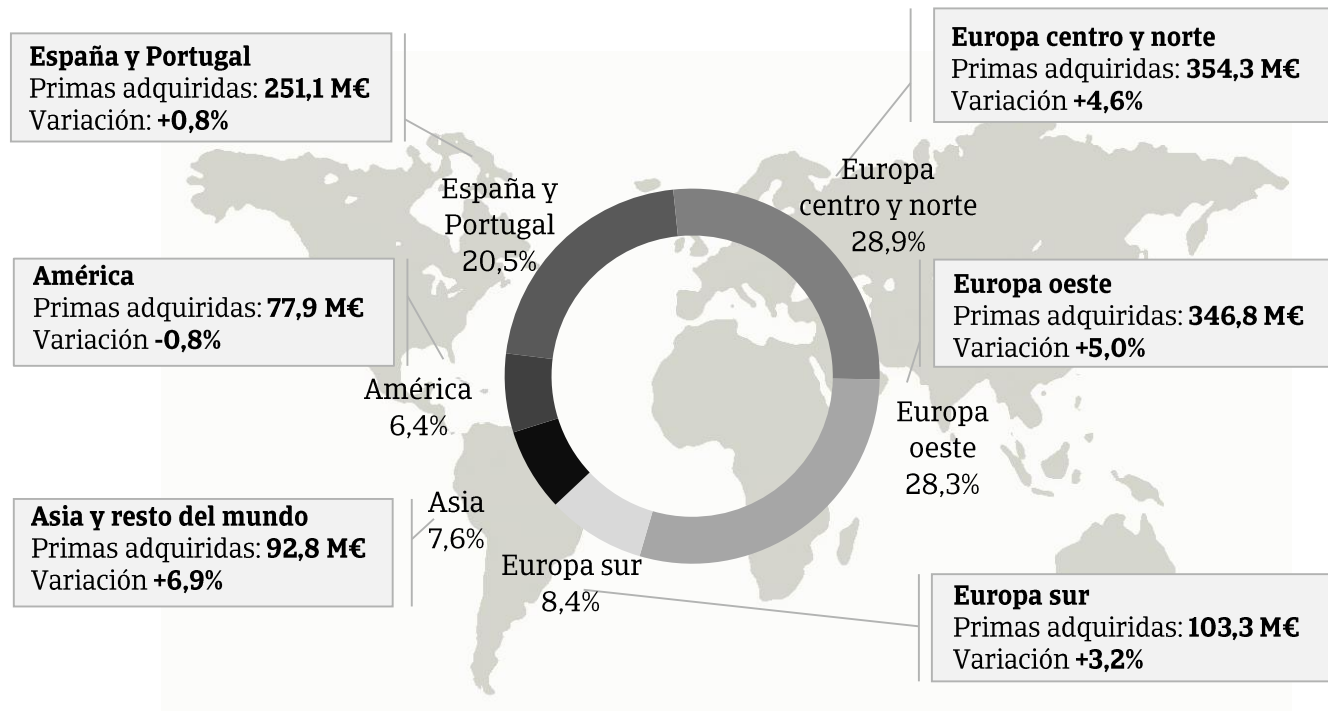 España y Portugal
Primas adquiridas: 251,1 M€
Variación: +0,8%
Europa centro y norte
Primas adquiridas: 354,3 M€
Variación +4,6%
España y
Portugal
20,5%
Europa
centro y norte
28,9%
América
Primas adquiridas: 77,9 M€
Variación -0,8%
Europa oeste
Primas adquiridas: 346,8 M€
Variación +5,0%
América
6,4%
Europa
oeste
28,3%
Asia y resto del mundo
Primas adquiridas: 92,8 M€
Variación +6,9%
Asia
7,6%
Europa sur
8,4%
Europa sur
Primas adquiridas: 103,3 M€
Variación +3,2%